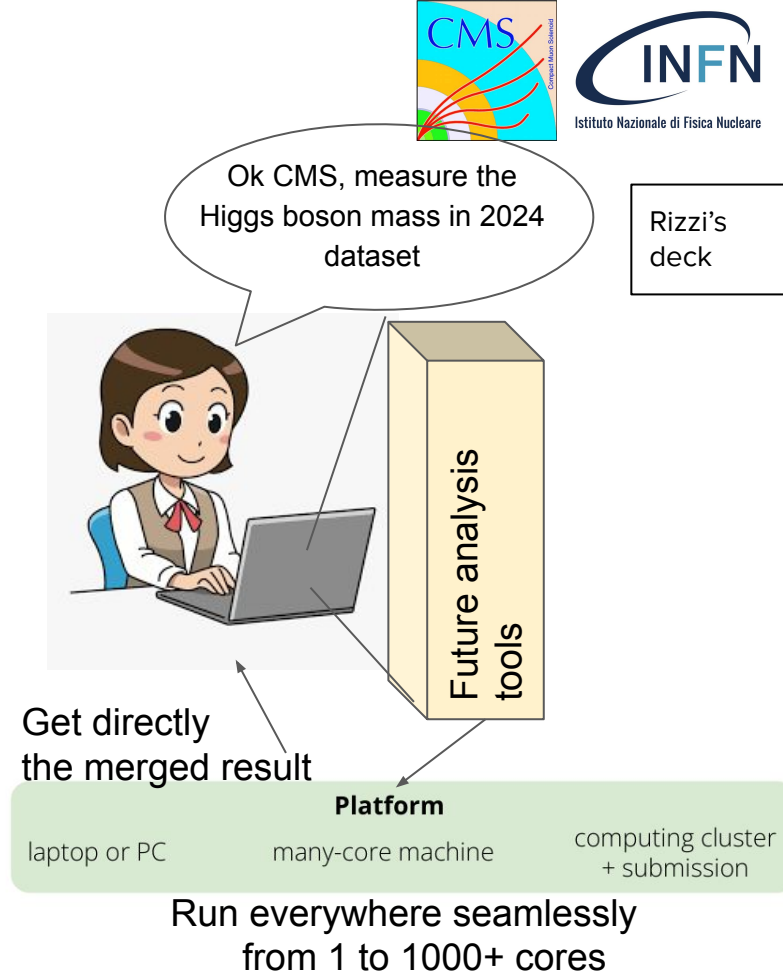 CMS
Compact Muon Solenoid
INFN
Istituto Nazionale di Fisica Nucleare
Ok CMS, measure the
Higgs boson mass in 2024
dataset
Rizzi's
deck
Future analysis
tools
Get directly
the merged result
Platform
laptop or PC
many-core machine
computing cluster
+ submission
Run everywhere seamlessly
from 1 to 1000+ cores